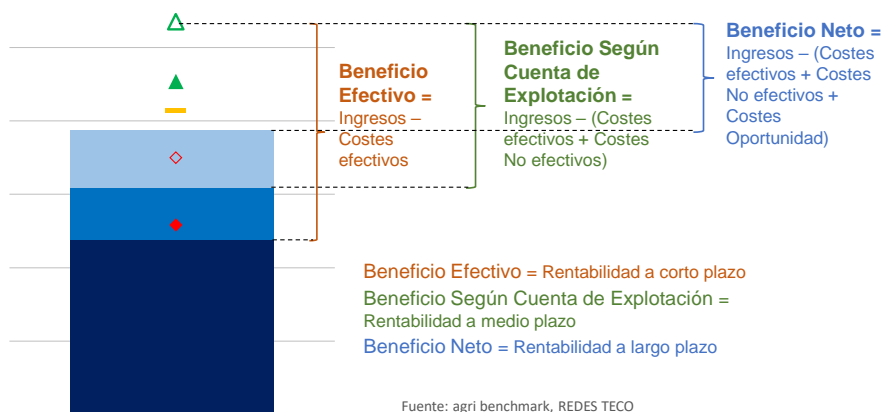 Beneficio
Efectivo =
Ingresos –
Costes
efectivos
Beneficio Según
Cuenta de
Explotación =
Ingresos – (Costes
efectivos + Costes
No efectivos)
Beneficio Neto =
Ingresos – (Costes
efectivos + Costes
No efectivos +
Costes
Oportunidad)
Beneficio Efectivo = Rentabilidad a corto plazo
Beneficio Según Cuenta de Explotación =
Rentabilidad a medio plazo
Beneficio Neto = Rentabilidad a largo plazo
Fuente: agri benchmark, REDES TECO